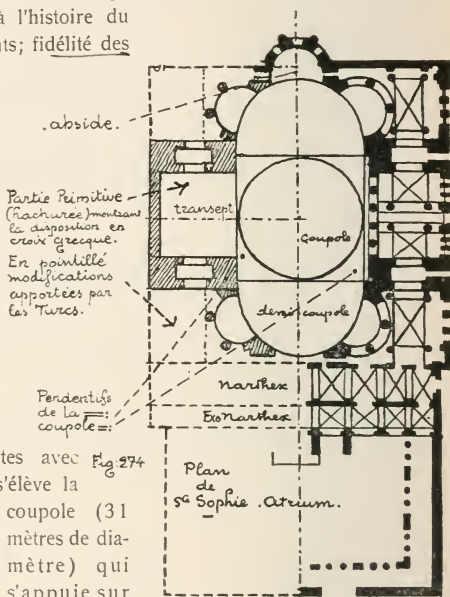 à l'histoire du
nts; fidélité des
abside.
Partie Primitive
(hachurée) montrant
la disposition en
croix grecque.
En pointillé
modifications
apportées par
les Turcs.
transept
Coupole
demi coupole
Pendentifs
de la
coupole
Narthex
ExoNarthex
Plan
de
Ste Sophie. Atrium.
Fig. 274
tes avec
s'élève la
coupole (31
mètres de dia-
mètre) qui
s'appuie sur